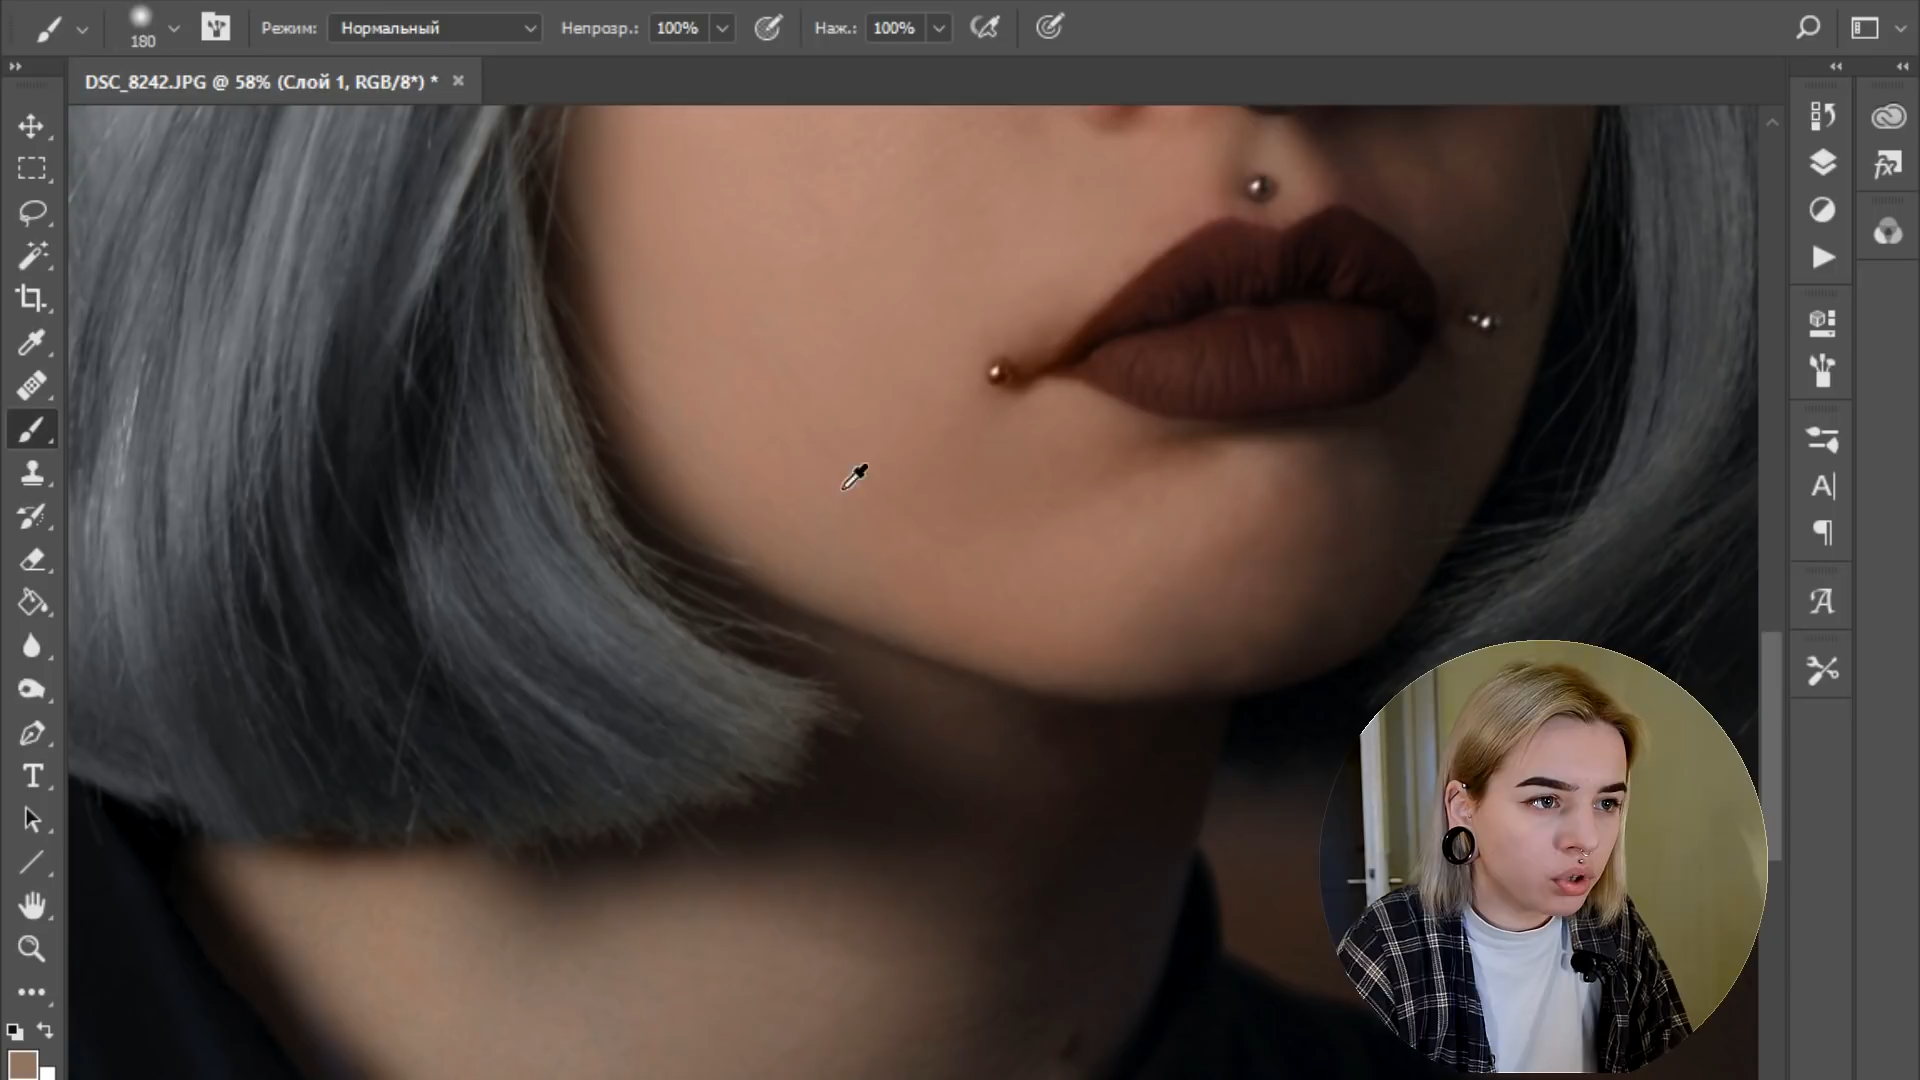 Режим: Нормальный Непрозр.: 100% Наж.: 100%
180
DSC_8242.JPG @ 58% (Слой 1, RGB/8*) *